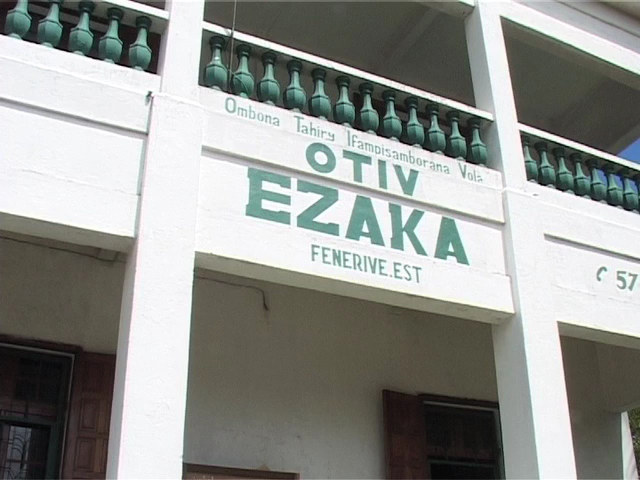 Ombona Tahiry Ifampisamborana Vola
OTIV
EZAKA
FENERIVE.EST
57